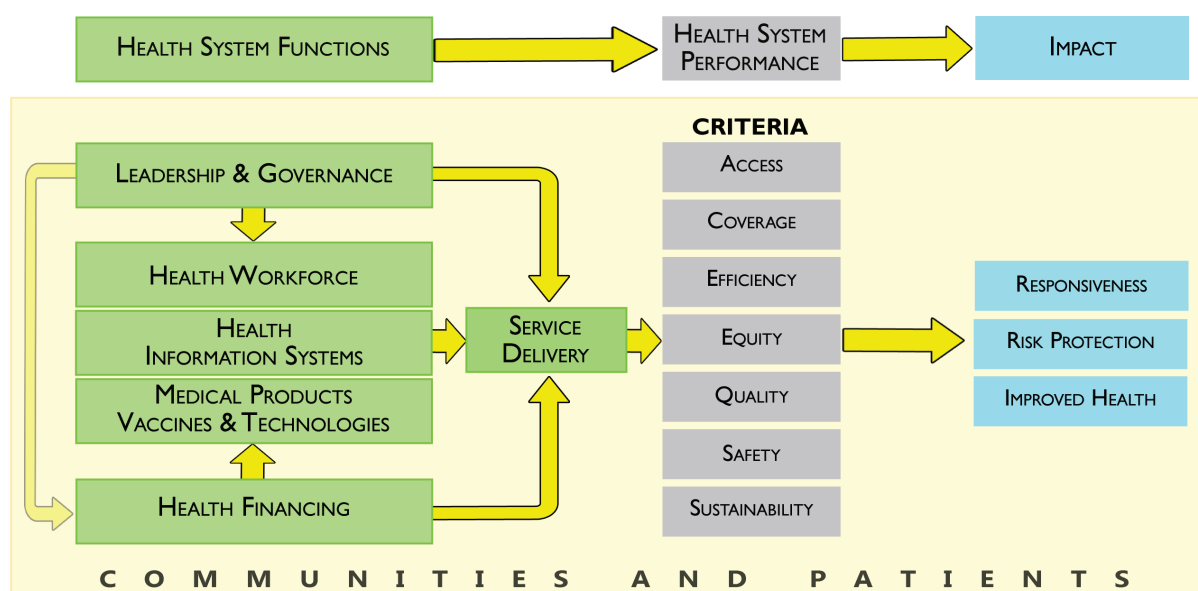 Health System Functions
Health System
Performance
Impact
CRITERIA
Leadership & Governance
Health Workforce
Health
Information Systems
Medical Products
Vaccines & Technologies
Health Financing
Service
Delivery
Access
Coverage
Efficiency
Equity
Quality
Safety
Sustainability
Responsiveness
Risk Protection
Improved Health
COMMUNITIES AND PATIENTS